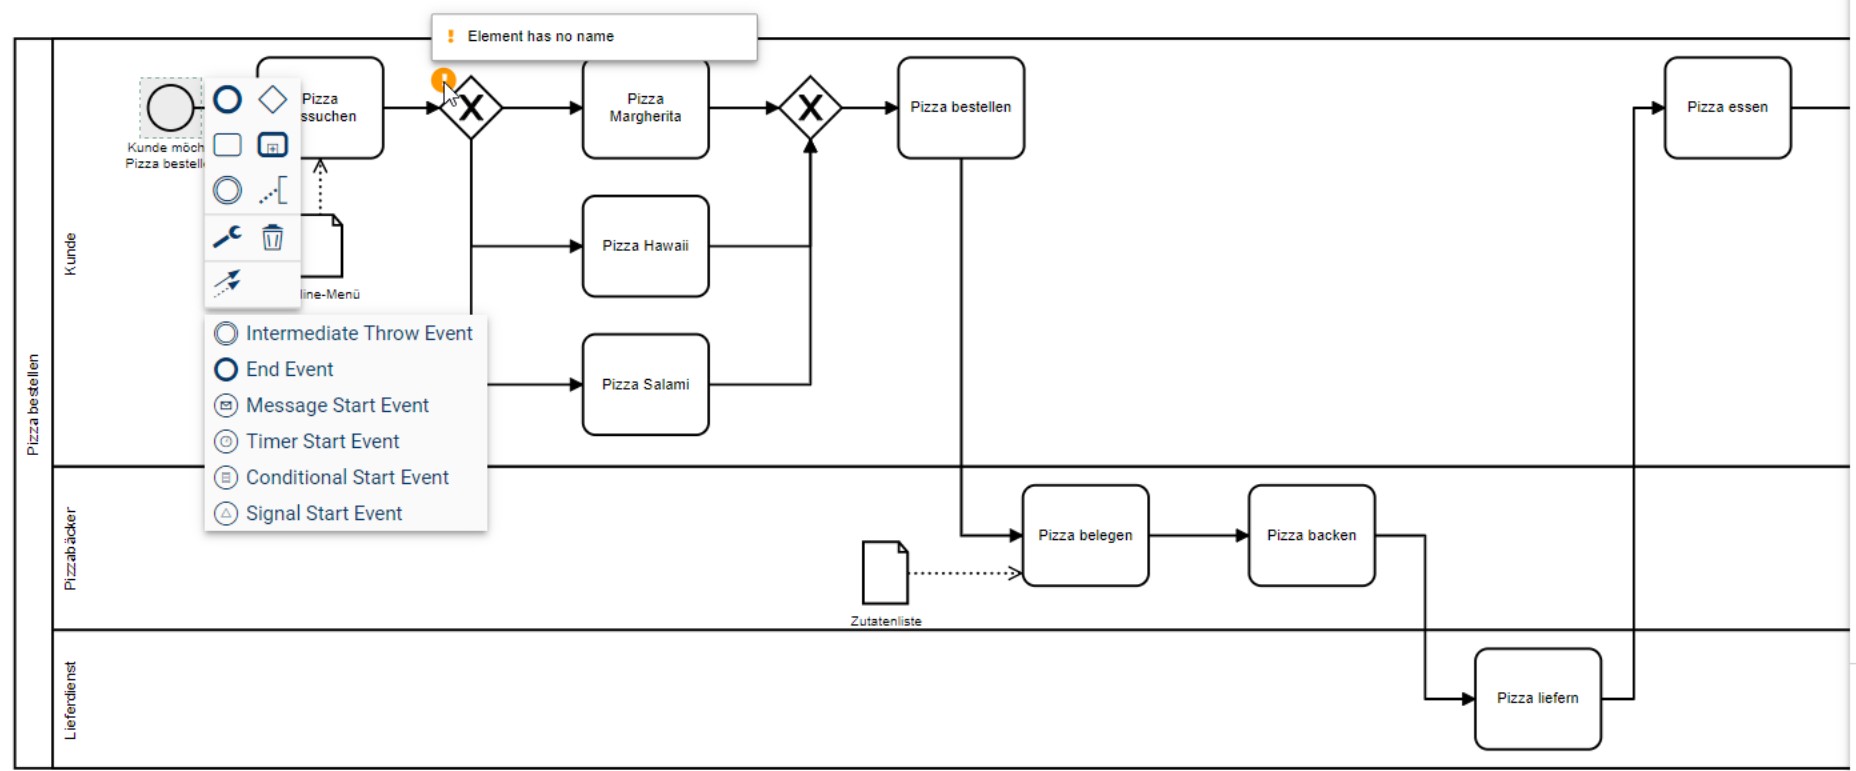 Element has no name
Pizza
ssuchen
Pizza
Margherita
Pizza bestellen
Pizza essen
Kunde möch
Pizza bestell
Kunde
line-Menü
Pizza Hawaii
Intermediate Throw Event
End Event
Message Start Event
Timer Start Event
Conditional Start Event
Signal Start Event
Pizza Salami
Pizza bestellen
Pizzabäcker
Pizza belegen
Pizza backen
Zutatenliste
Lieferdienst
Pizza liefern